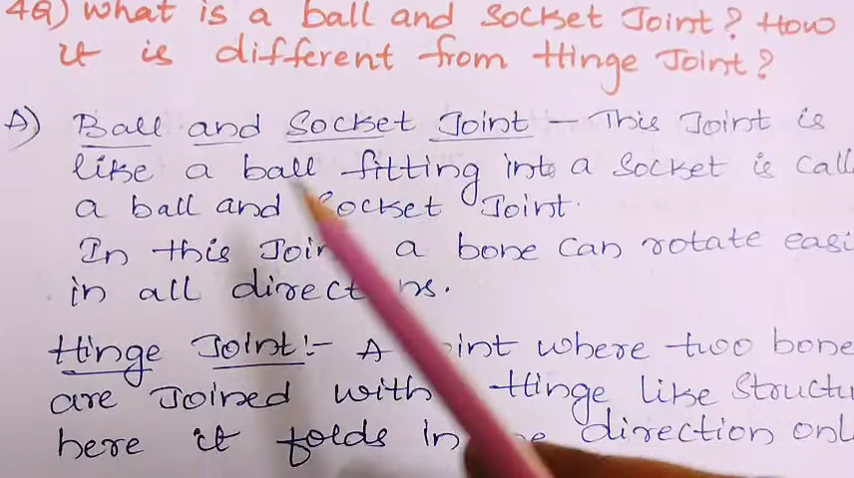 4Q) What is a ball and Socket Joint? How
it is different from Hinge Joint?
A) Ball and Socket Joint - This Joint is
like a ball fitting into a Socket is call
a ball and Socket Joint.
In this Join a bone can rotate easi
in all direct ns.
Hinge Joint:- A oint where two bone
are Joined with Hinge like Structu
here it folds in ne direction onl